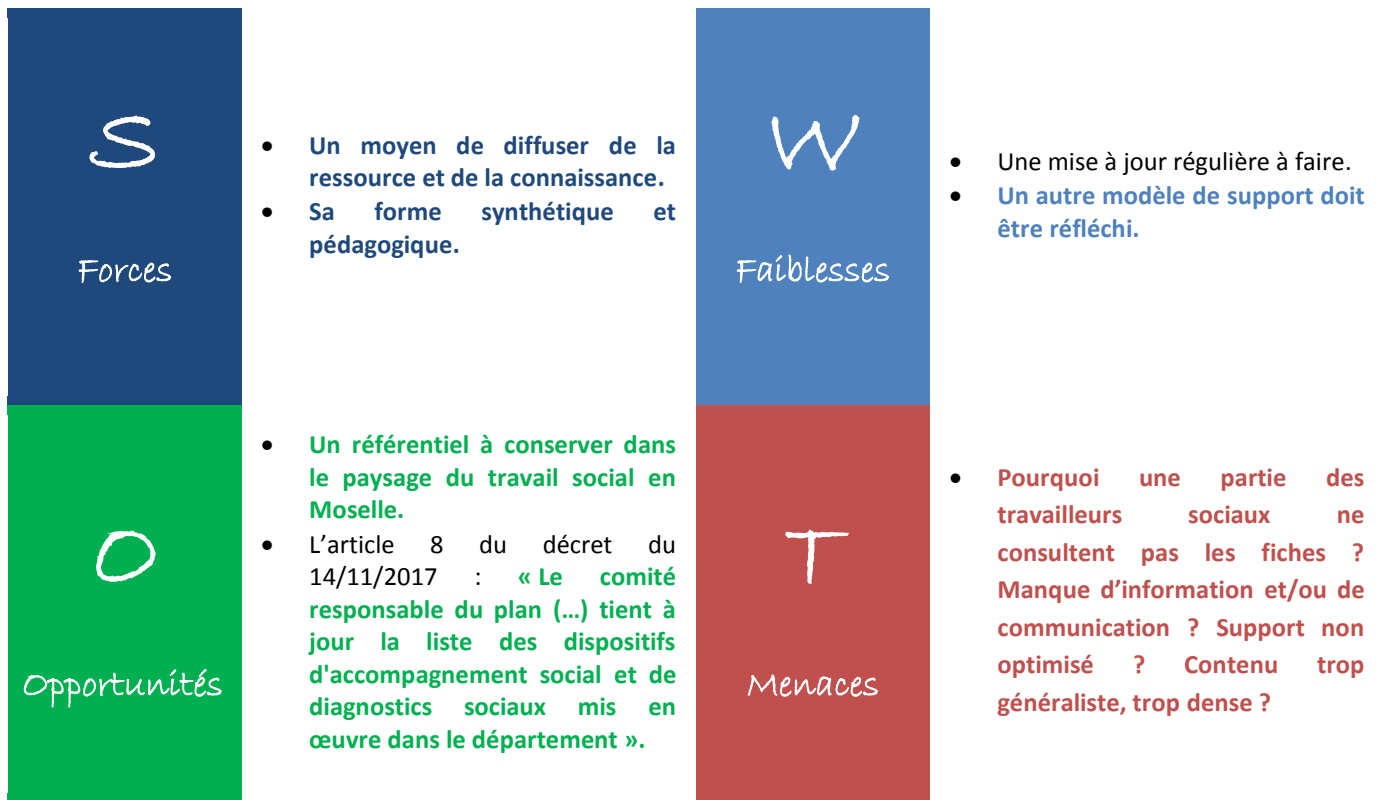 S
Forces
• Un moyen de diffuser de la
ressource et de la connaissance.
• Sa forme synthétique et
pédagogique.
W
Faiblesses
• Une mise à jour régulière à faire.
• Un autre modèle de support doit
être réfléchi.
O
Opportunités
• Un référentiel à conserver dans
le paysage du travail social en
Moselle.
• L’article 8 du décret du
14/11/2017 : « Le comité
responsable du plan (…) tient à
jour la liste des dispositifs
d'accompagnement social et de
diagnostics sociaux mis en
œuvre dans le département ».
T
Menaces
• Pourquoi une partie des
travailleurs sociaux ne
consultent pas les fiches ?
Manque d’information et/ou de
communication ? Support non
optimisé ? Contenu trop
généraliste, trop dense ?